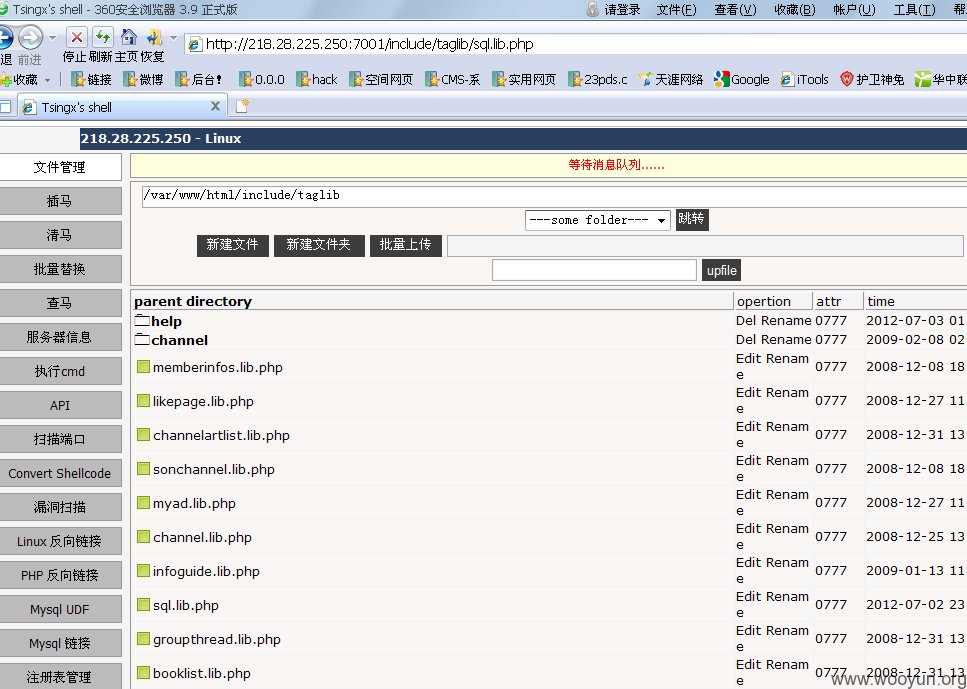 Tsingx's shell - 360安全浏览器 3.9 正式版
请登录 文件(F) 查看(V) 收藏(B) 帐户(U) 工具(T) 帮
退 前进 停止 刷新 主页 恢复 http://218.28.225.250:7001/include/taglib/sql.lib.php
收藏 链接 微博 后台! 0.0.0 hack 空间网页 CMS-系 实用网页 23pds.c 天涯网络 Google iTools 护卫神免 华中联
Tsingx's shell
218.28.225.250 - Linux
文件管理
插马
清马
批量替换
查马
服务器信息
执行cmd
API
扫描端口
Convert Shellcode
漏洞扫描
Linux 反向链接
PHP 反向链接
Mysql UDF
Mysql 链接
注册表管理
等待消息队列......
/var/www/html/include/taglib
---some folder--- 跳转
新建文件 新建文件夹 批量上传
upfile
parent directory opertion attr time
help Del Rename 0777 2012-07-03 01
channel Del Rename 0777 2009-02-08 02
memberinfos.lib.php Edit Rename 0777 2008-12-08 18
likepage.lib.php Edit Rename 0777 2008-12-27 11
channelartlist.lib.php Edit Rename 0777 2008-12-31 13
sonchannel.lib.php Edit Rename 0777 2008-12-08 18
myad.lib.php Edit Rename 0777 2008-12-27 11
channel.lib.php Edit Rename 0777 2008-12-25 13
infoguide.lib.php Edit Rename 0777 2009-01-13 11
sql.lib.php Edit Rename 0777 2012-07-02 23
groupthread.lib.php Edit Rename 0777 2008-12-31 13
booklist.lib.php Edit Rename 0777 2008-12-31 13
www.wooyun.org